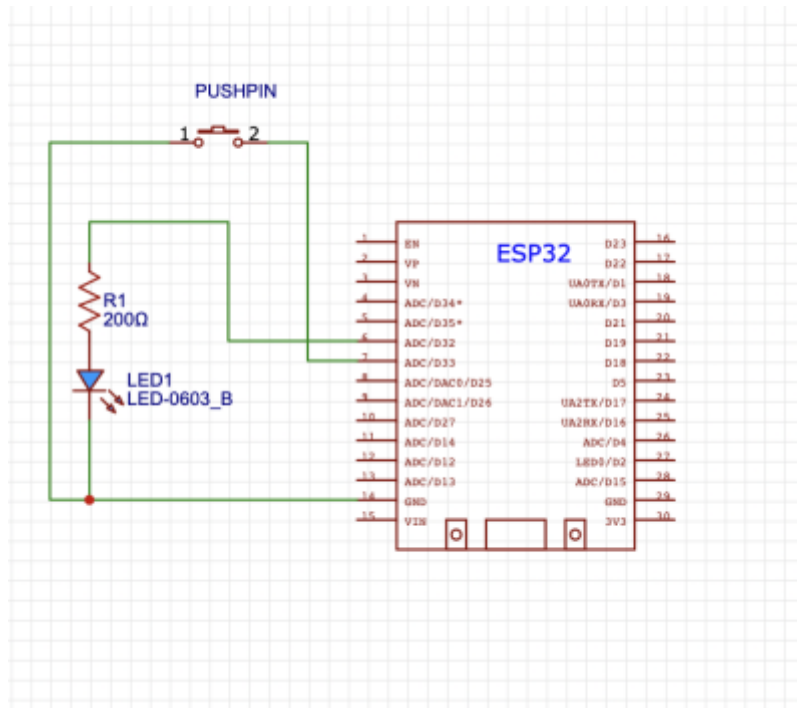 PUSHPIN
1 2
R1
200Ω
LED1
LED-0603_B
ESP32
1 EN D23 16
2 VP D22 17
3 VN UA0TX/D1 18
4 ADC/D34* UA0RX/D3 19
5 ADC/D35* D21 20
6 ADC/D32 D19 21
7 ADC/D33 D18 22
8 ADC/DAC0/D25 D5 23
9 ADC/DAC1/D26 UA2TX/D17 24
10 ADC/D27 UA2RX/D16 25
11 ADC/D14 ADC/D4 26
12 ADC/D12 LED0/D2 27
13 ADC/D13 ADC/D15 28
14 GND GND 29
15 VIN 3V3 30